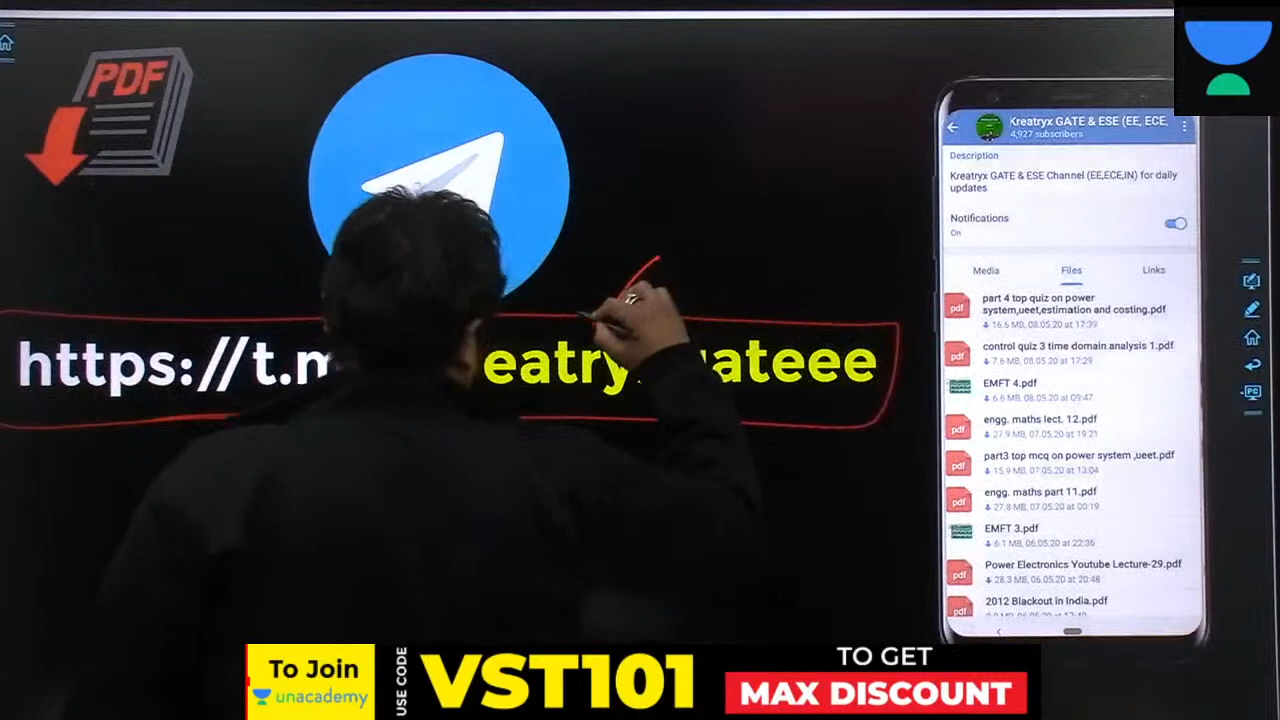 PDF
https://t.m
eatry
ateee
Kreatryx GATE & ESE (EE, ECE,
4,927 subscribers
Description
Kreatryx GATE & ESE Channel (EE,ECE,IN) for daily
updates
Notifications
On
Media Files Links
pdf part 4 top quiz on power
system,ueet,estimation and costing.pdf
16.6 MB, 08.05.20 at 17:39
pdf control quiz 3 time domain analysis 1.pdf
7.6 MB, 08.05.20 at 17:29
EMFT 4.pdf
6.6 MB, 08.05.20 at 09:47
pdf engg. maths lect. 12.pdf
27.9 MB, 07.05.20 at 19:21
pdf part3 top mcq on power system ,ueet.pdf
15.9 MB, 07.05.20 at 13:04
pdf engg. maths part 11.pdf
27.8 MB, 07.05.20 at 00:19
EMFT 3.pdf
6.1 MB, 06.05.20 at 22:36
pdf Power Electronics Youtube Lecture-29.pdf
28.3 MB, 06.05.20 at 20:48
pdf 2012 Blackout in India.pdf
PC
To Join
unacademy
USE CODE
VST101
TO GET
MAX DISCOUNT